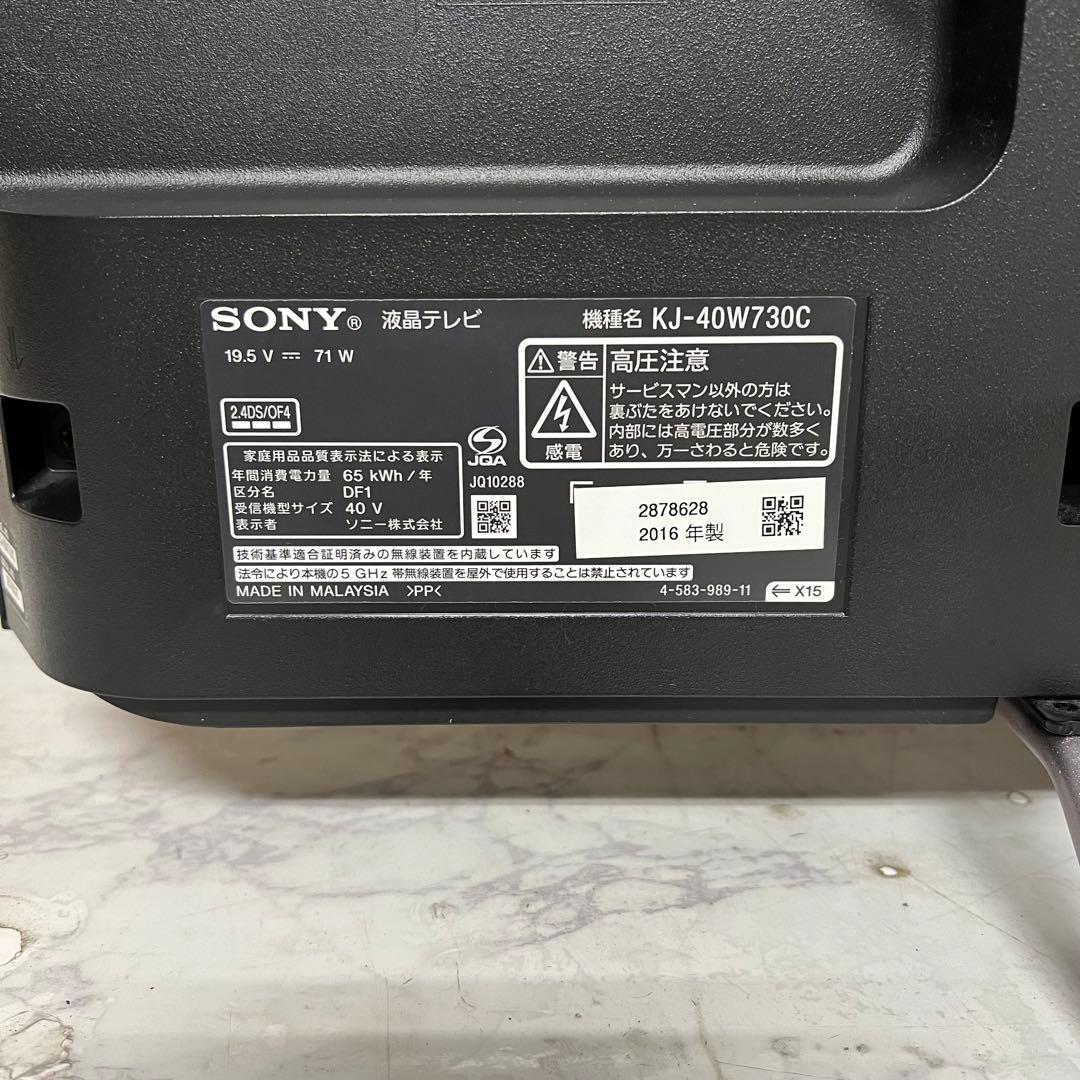 SONY® 液晶テレビ 機種名 KJ-40W730C
19.5 V ⎓ 71 W
警告 高圧注意
サービスマン以外の方は
裏ぶたをあけないでください。
内部には高電圧部分が数多く
あり、万一さわると危険です。
感電
2.4DS/OF4
JQA
JQ10288
家庭用品品質表示法による表示
年間消費電力量 65 kWh/年
区分名 DF1
受信機型サイズ 40 V
表示者 ソニー株式会社
2878628
2016 年製
技術基準適合証明済みの無線装置を内蔵しています
法令により本機の5 GHz 帯無線装置を屋外で使用することは禁止されています
MADE IN MALAYSIA >PP< 4-583-989-11 ⇐ X15